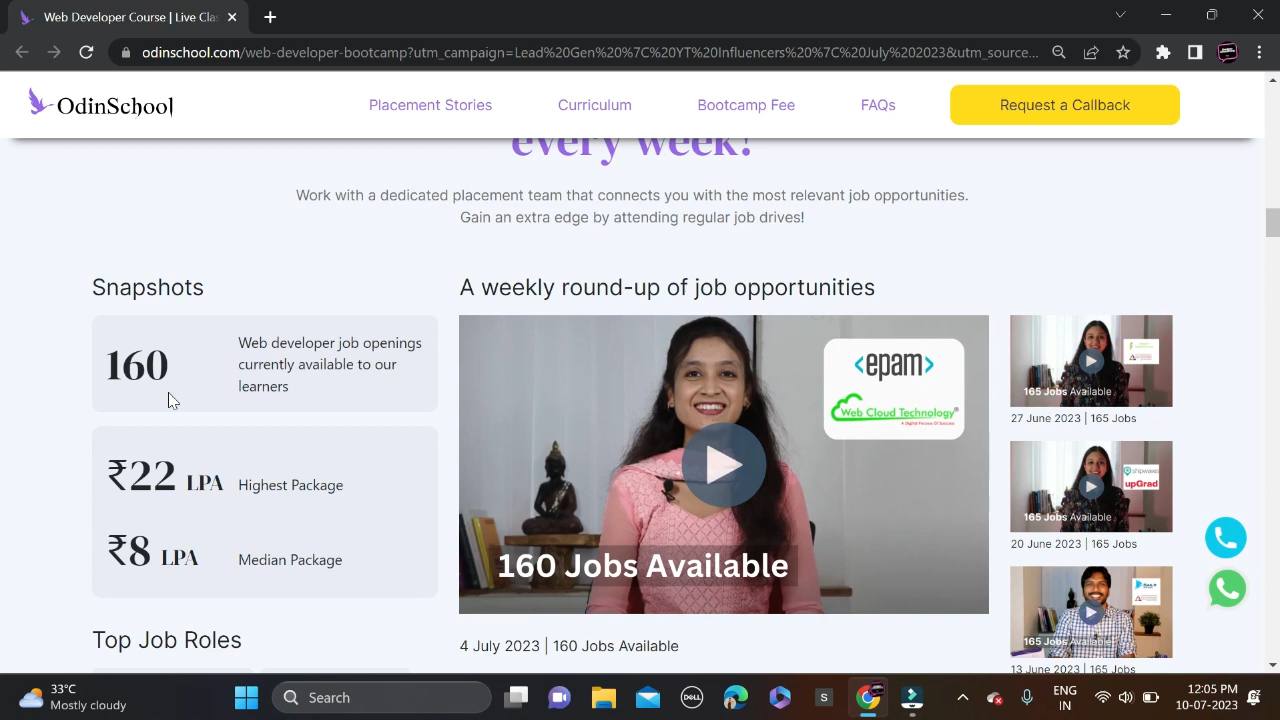 Web Developer Course | Live Clas
odinschool.com/web-developer-bootcamp?utm_campaign=Lead%20Gen%20%7C%20YT%20Influencers%20%7C%20July%202023&utm_source...
OdinSchool
Placement Stories
Curriculum
Bootcamp Fee
FAQs
Request a Callback
every week!
Work with a dedicated placement team that connects you with the most relevant job opportunities.
Gain an extra edge by attending regular job drives!
Snapshots
160
Web developer job openings
currently available to our
learners
₹22 LPA
Highest Package
₹8 LPA
Median Package
Top Job Roles
A weekly round-up of job opportunities
<epam>
Web Cloud Technology
A Digital Process Of Success
160 Jobs Available
4 July 2023 | 160 Jobs Available
165 Jobs Available
27 June 2023 | 165 Jobs
shipwaves
upGrad
165 Jobs Available
20 June 2023 | 165 Jobs
165 Jobs Available
13 June 2023 | 165 Jobs
33°C
Mostly cloudy
Search
DELL
S
ENG
IN
12:05 PM
10-07-2023